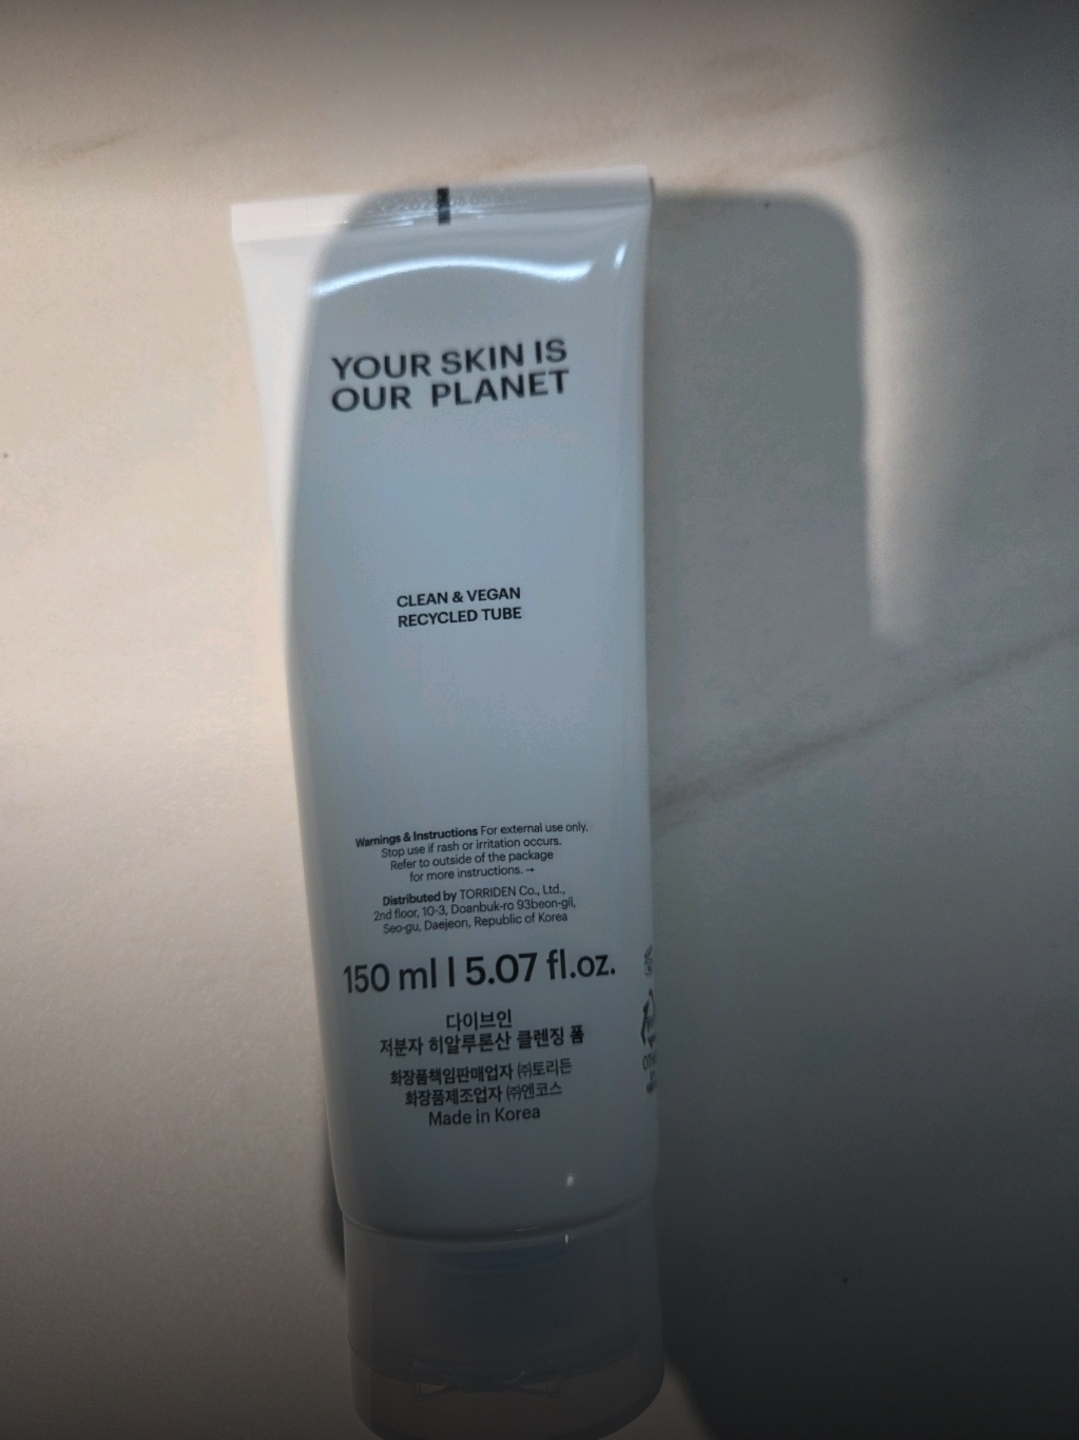 YOUR SKIN IS
OUR PLANET
CLEAN & VEGAN
RECYCLED TUBE
Warnings & Instructions For external use only.
Stop use if rash or irritation occurs.
Refer to outside of the package
for more instructions. →
Distributed by TORRIDEN Co., Ltd.,
2nd floor, 10-3, Doanbuk-ro 93beon-gil,
Seo-gu, Daejeon, Republic of Korea
150 ml | 5.07 fl.oz.
다이브인
저분자 히알루론산 클렌징 폼
화장품책임판매업자 ㈜토리든
화장품제조업자 ㈜엔코스
Made in Korea